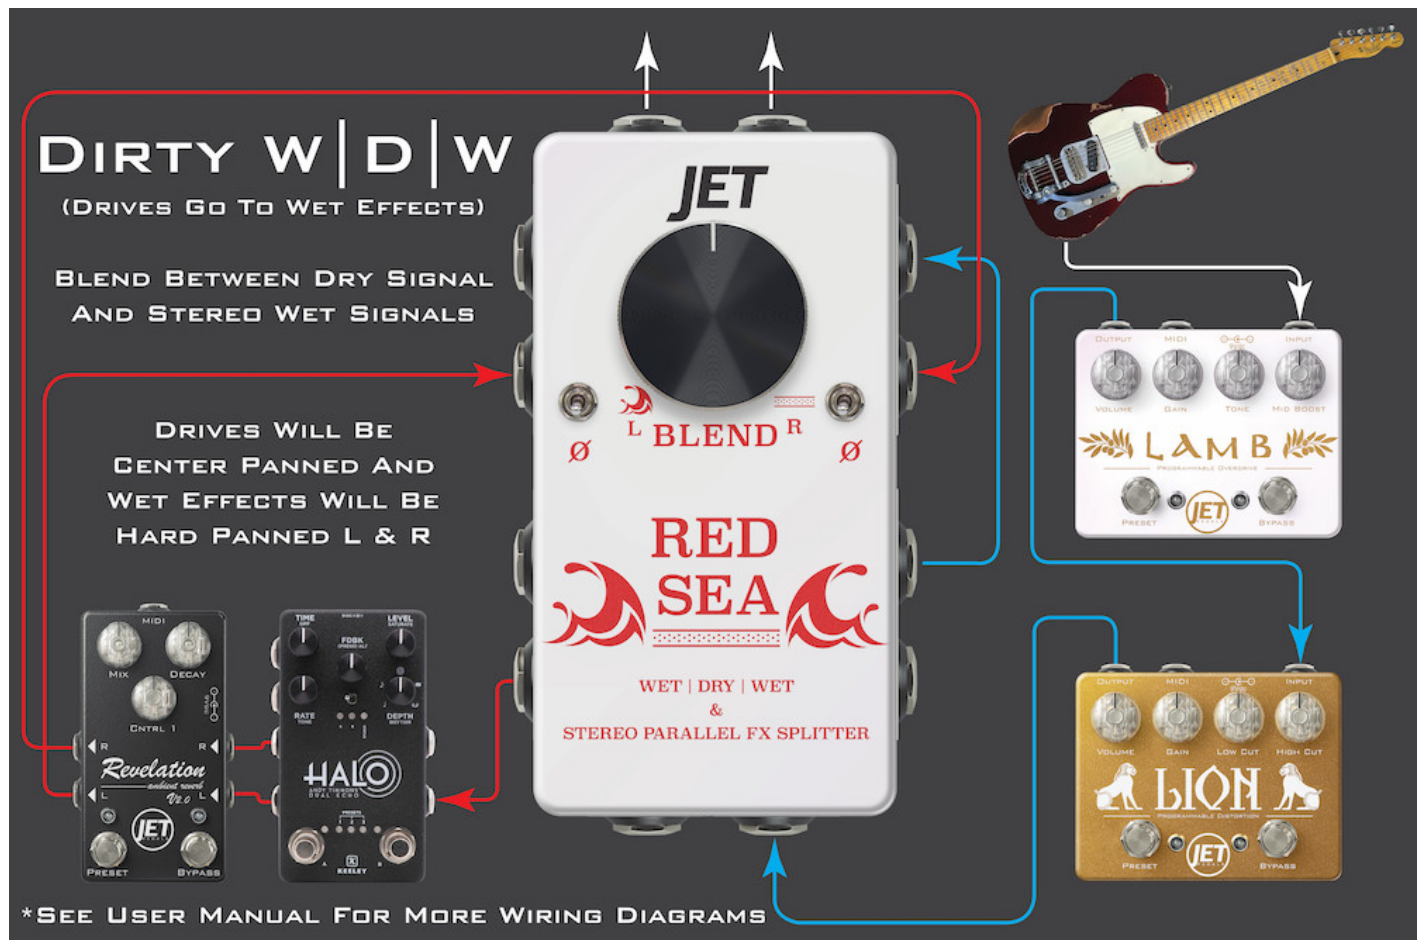 DIRTY W|D|W
(DRIVES GO TO WET EFFECTS)
BLEND BETWEEN DRY SIGNAL
AND STEREO WET SIGNALS
DRIVES WILL BE
CENTER PANNED AND
WET EFFECTS WILL BE
HARD PANNED L & R
JET
L BLEND R
Ø Ø
RED
SEA
WET | DRY | WET
&
STEREO PARALLEL FX SPLITTER
OUTPUT MIDI INPUT
VOLUME GAIN TONE MID BOOST
LAMB
PROGRAMMABLE OVERDRIVE
PRESET JET BYPASS
OUTPUT MIDI INPUT
VOLUME GAIN LOW CUT HIGH CUT
LION
PROGRAMMABLE DISTORTION
PRESET JET BYPASS
MIDI
MIX DECAY
CNTRL 1
R R
Revelation
ambient reverb
V2.0
L L
JET
PRESET BYPASS
TIME LEVEL
FDBK
RATE DEPTH
HALO
ANDY TIMMONS
DUAL ECHO
PRESETS
1 2 3
A B
KEELEY
*SEE USER MANUAL FOR MORE WIRING DIAGRAMS